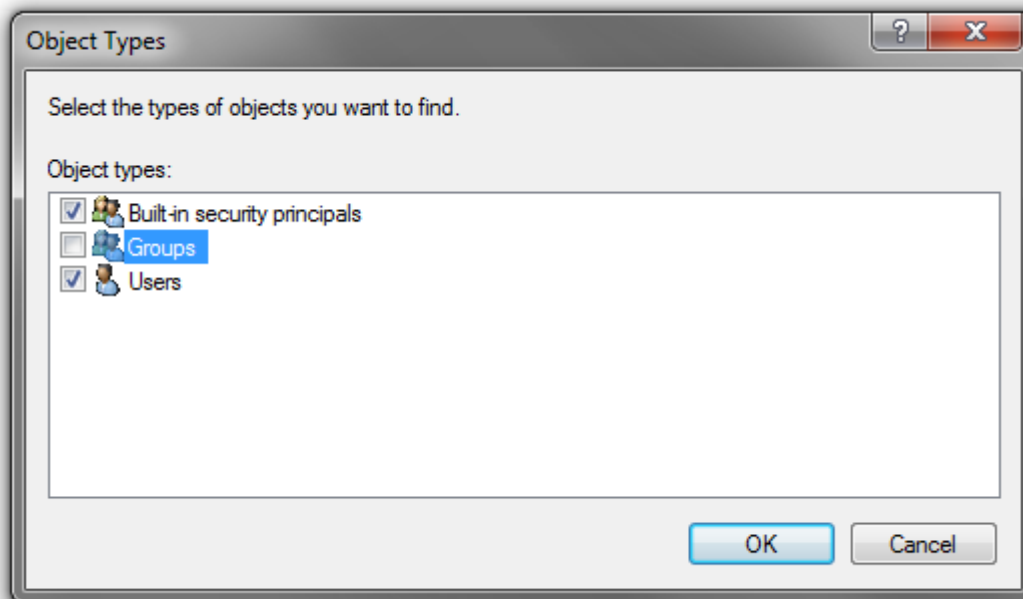 Object Types
Select the types of objects you want to find.
Object types:
Built-in security principals
Groups
Users
OK
Cancel